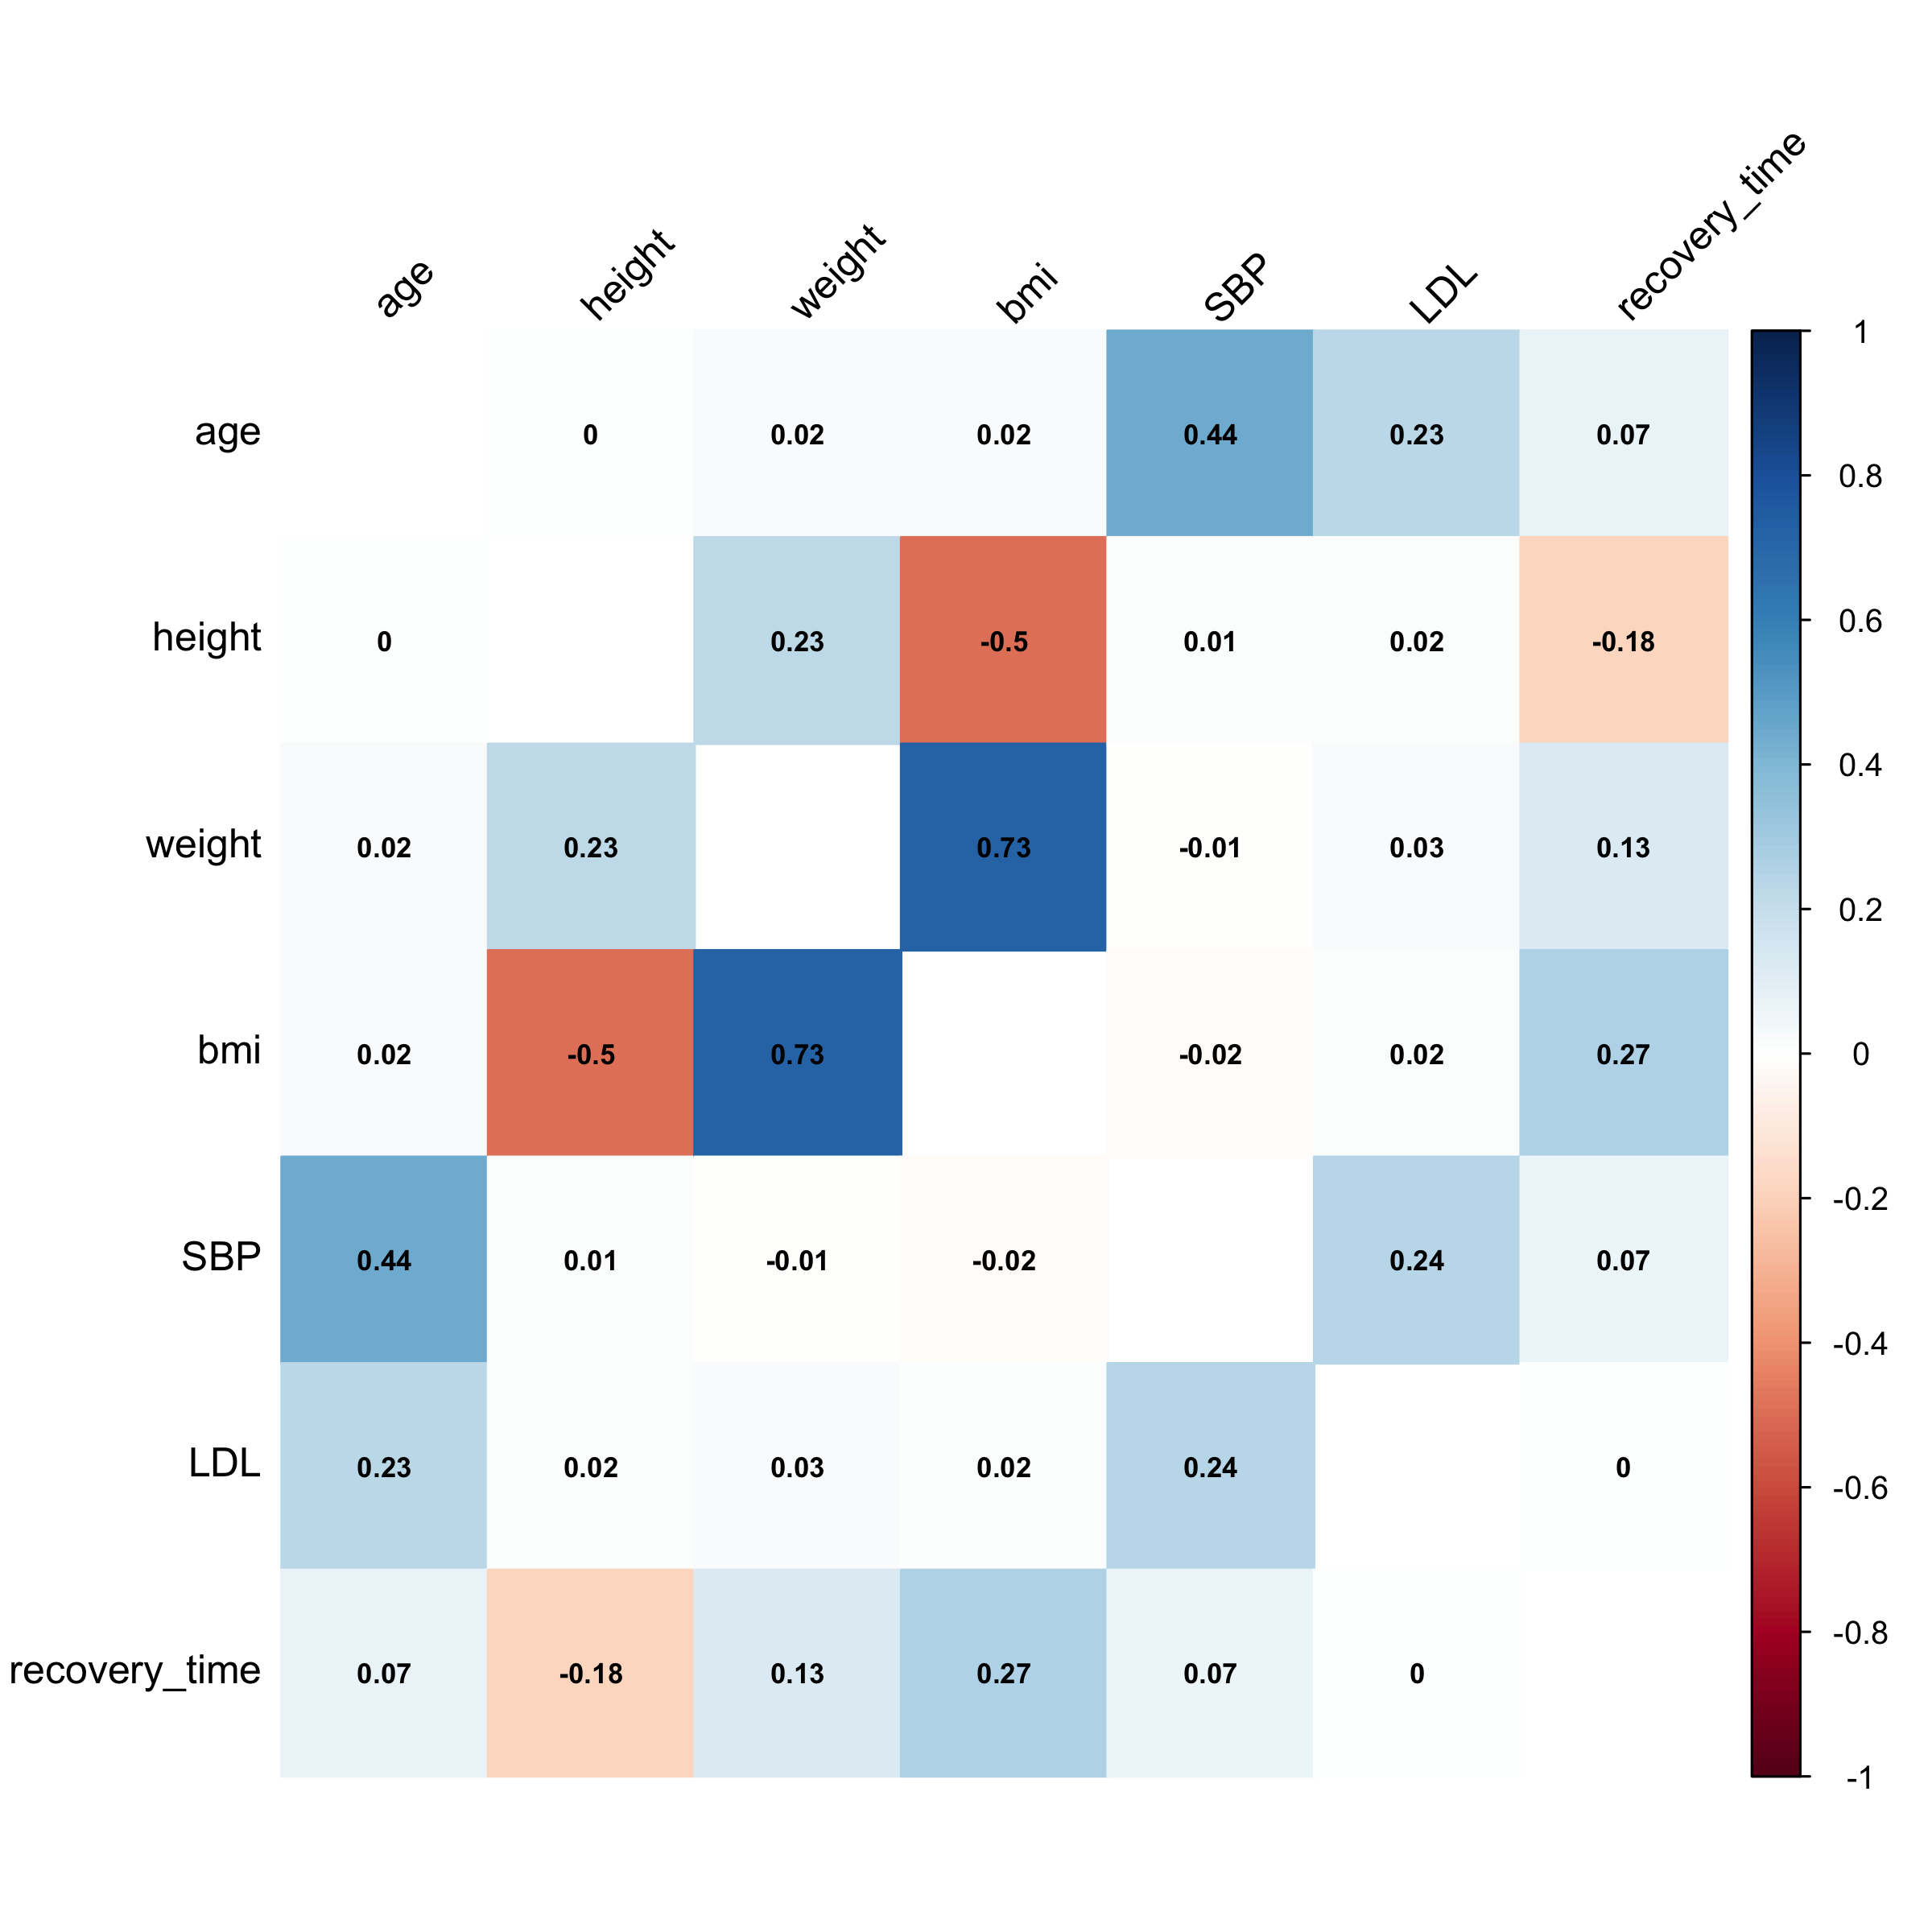 age height weight bmi SBP LDL recovery_time
age 0 0.02 0.02 0.44 0.23 0.07
height 0 0.23 -0.5 0.01 0.02 -0.18
weight 0.02 0.23 0.73 -0.01 0.03 0.13
bmi 0.02 -0.5 0.73 -0.02 0.02 0.27
SBP 0.44 0.01 -0.01 -0.02 0.24 0.07
LDL 0.23 0.02 0.03 0.02 0.24 0
recovery_time 0.07 -0.18 0.13 0.27 0.07 0
1
0.8
0.6
0.4
0.2
0
-0.2
-0.4
-0.6
-0.8
-1